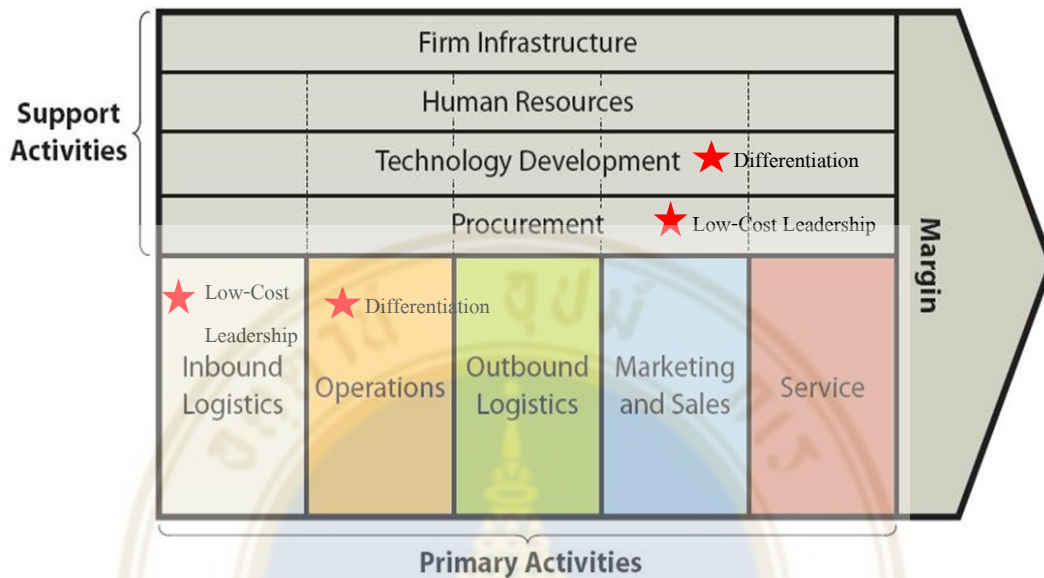 Firm Infrastructure
Human Resources
Support
Activities
Technology Development
Differentiation
Procurement
Low-Cost Leadership
Margin
Low-Cost
Leadership
Differentiation
Inbound
Logistics
Operations
Outbound
Logistics
Marketing
and Sales
Service
Primary Activities